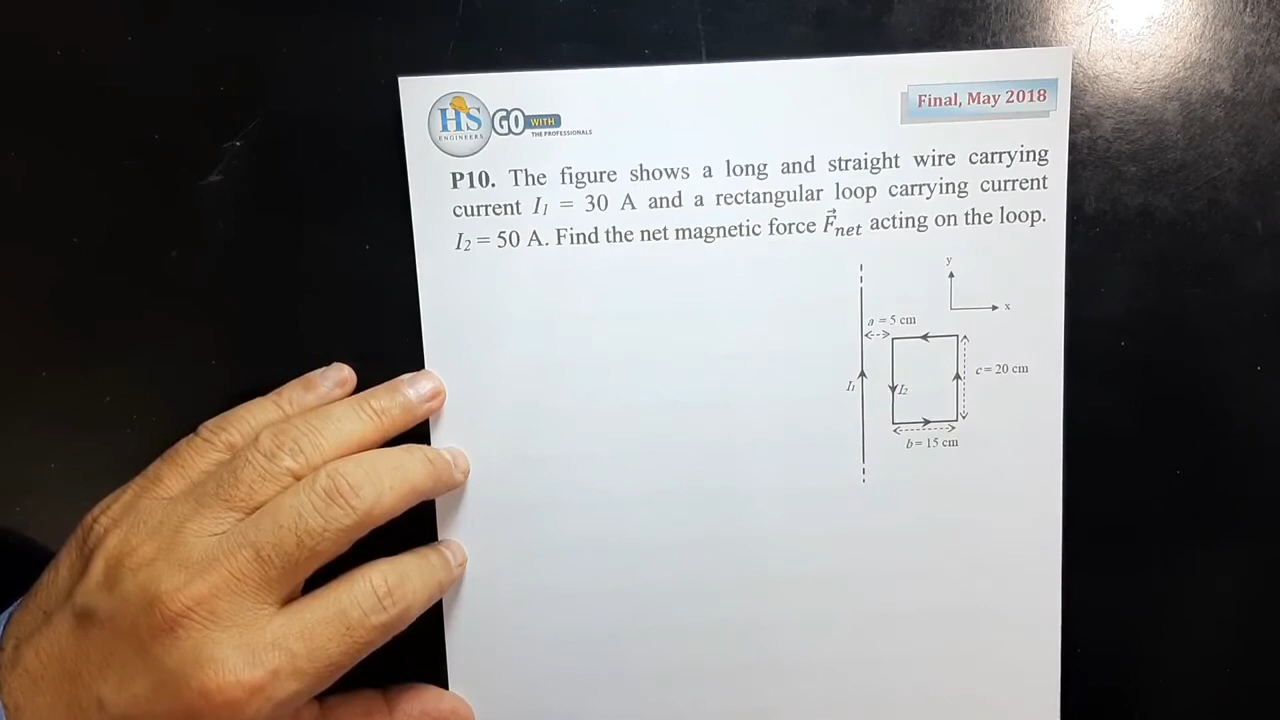 HS
ENGINEERS
GO WITH
THE PROFESSIONALS
Final, May 2018
P10. The figure shows a long and straight wire carrying
current I₁ = 30 A and a rectangular loop carrying current
I₂ = 50 A. Find the net magnetic force F⃗net acting on the loop.
y
x
a = 5 cm
c = 20 cm
I₁
I₂
b = 15 cm